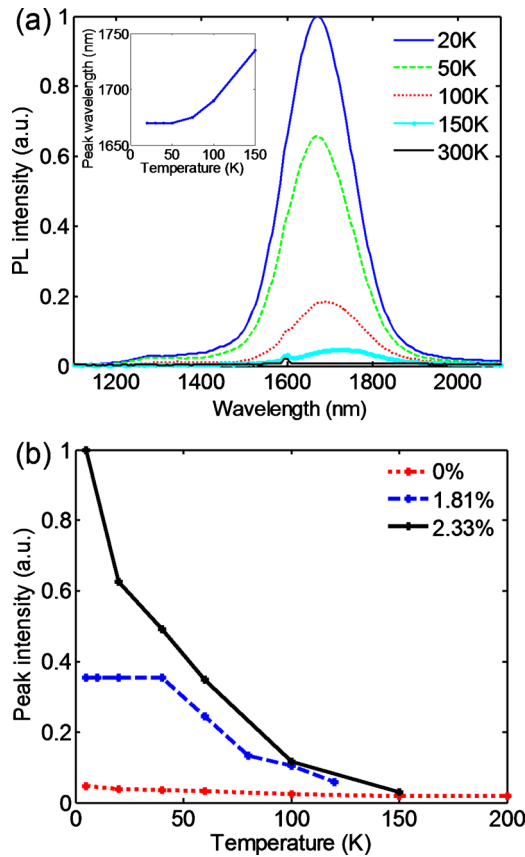 (a)
1
0.8
0.6
0.4
0.2
0
PL intensity (a.u.)
1200 1400 1600 1800 2000
Wavelength (nm)
1750
1700
1650
Peak wavelength (nm)
0 50 100 150
Temperature (K)
20K
50K
100K
150K
300K
(b)
1
0.8
0.6
0.4
0.2
0
Peak intensity (a.u.)
0 50 100 150 200
Temperature (K)
0%
1.81%
2.33%